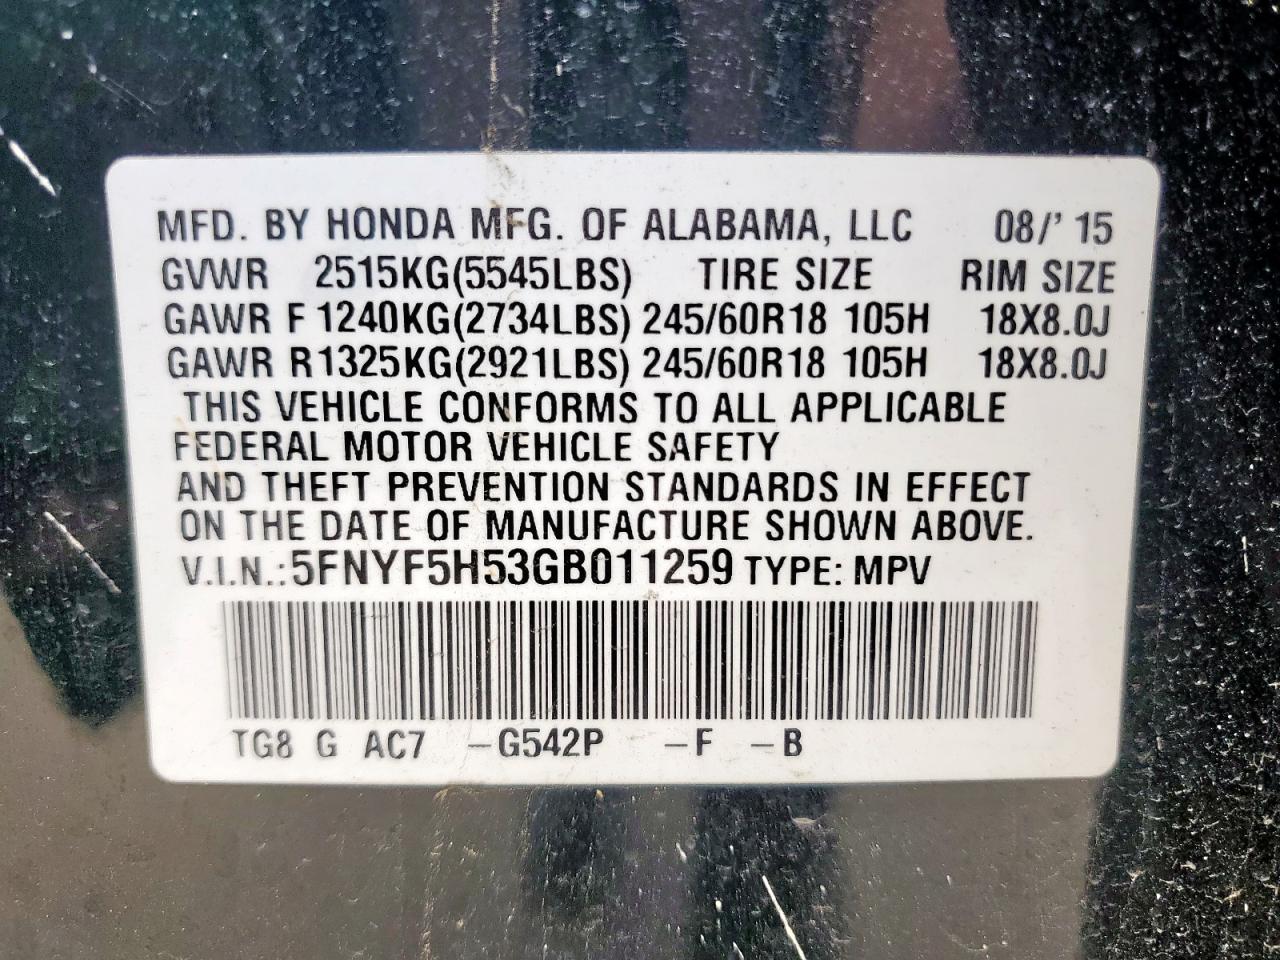 MFD. BY HONDA MFG. OF ALABAMA, LLC 08/' 15
GVWR 2515KG(5545LBS) TIRE SIZE RIM SIZE
GAWR F 1240KG(2734LBS) 245/60R18 105H 18X8.0J
GAWR R1325KG(2921LBS) 245/60R18 105H 18X8.0J
THIS VEHICLE CONFORMS TO ALL APPLICABLE
FEDERAL MOTOR VEHICLE SAFETY
AND THEFT PREVENTION STANDARDS IN EFFECT
ON THE DATE OF MANUFACTURE SHOWN ABOVE.
V.I.N.:5FNYF5H53GB011259 TYPE: MPV
TG8 G AC7 -G542P -F -B